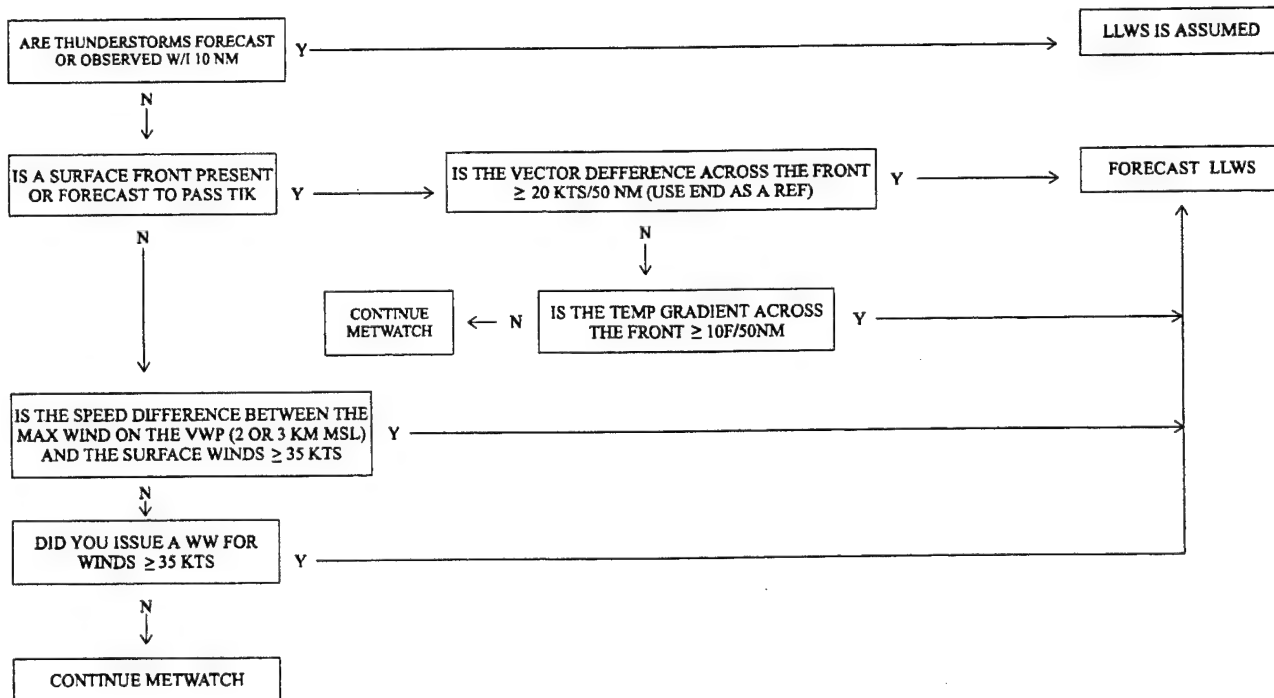 ARE THUNDERSTORMS FORECAST
OR OBSERVED W/I 10 NM
Y
LLWS IS ASSUMED
N
IS A SURFACE FRONT PRESENT
OR FORECAST TO PASS TIK
Y
IS THE VECTOR DEFFERENCE ACROSS THE FRONT
≥ 20 KTS/50 NM (USE END AS A REF)
Y
FORECAST LLWS
N
N
CONTINUE
METWATCH
N
IS THE TEMP GRADIENT ACROSS
THE FRONT ≥ 10F/50NM
Y
IS THE SPEED DIFFERENCE BETWEEN THE
MAX WIND ON THE VWP (2 OR 3 KM MSL)
AND THE SURFACE WINDS ≥ 35 KTS
Y
N
DID YOU ISSUE A WW FOR
WINDS ≥ 35 KTS
Y
N
CONTINUE METWATCH